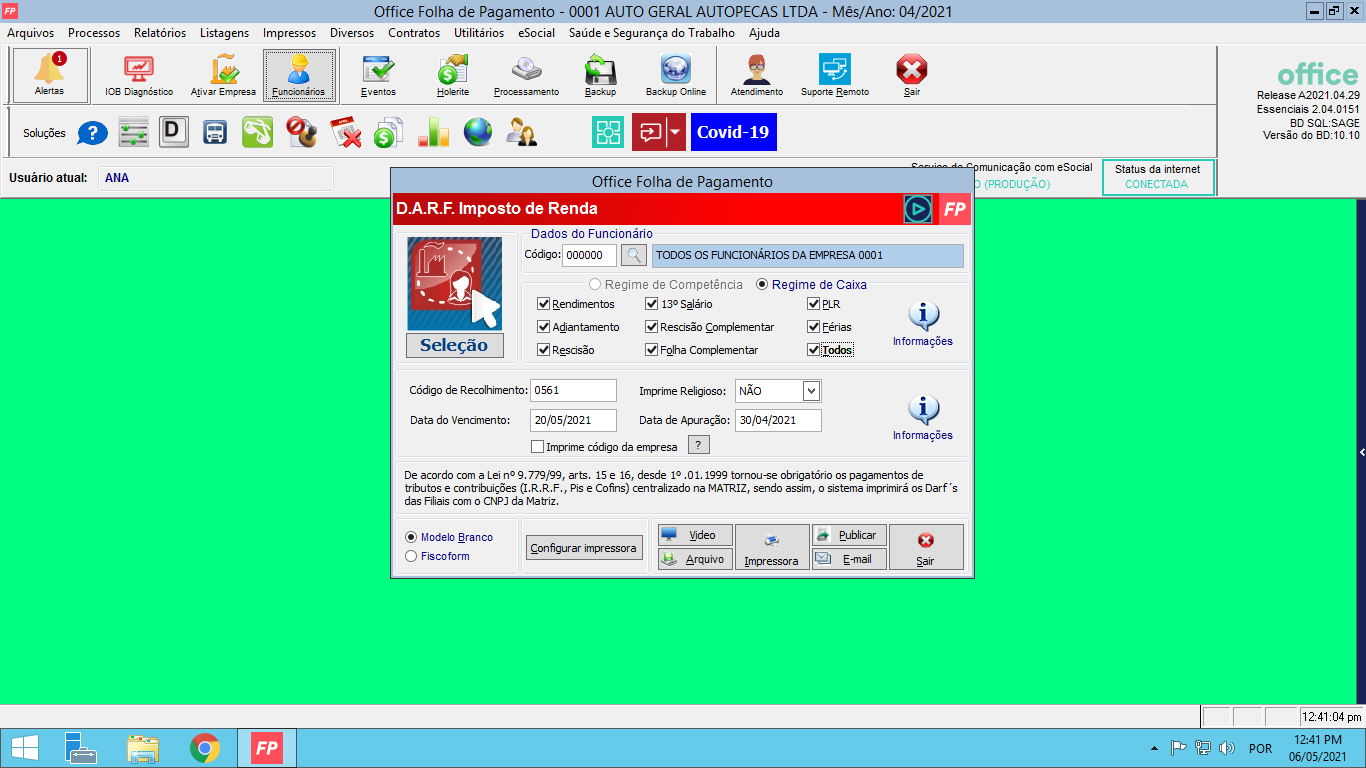 FP Office Folha de Pagamento - 0001 AUTO GERAL AUTOPECAS LTDA - Mês/Ano: 04/2021
Arquivos Processos Relatórios Listagens Impressos Diversos Contratos Utilitários eSocial Saúde e Segurança do Trabalho Ajuda
1
Alertas IOB Diagnóstico Ativar Empresa Funcionários Eventos Holerite Processamento Backup Backup Online Atendimento Suporte Remoto Sair
office
Release A2021.04.29
Essenciais 2.04.0151
BD SQL:SAGE
Versão do BD:10.10
Soluções ? D Covid-19
Usuário atual: ANA
Comunicação com eSocial
(PRODUÇÃO)
Status da internet
CONECTADA
Office Folha de Pagamento
D.A.R.F. Imposto de Renda FP
Dados do Funcionário
Código: 000000 TODOS OS FUNCIONÁRIOS DA EMPRESA 0001
Regime de Competência Regime de Caixa
Rendimentos 13º Salário PLR
Adiantamento Rescisão Complementar Férias
Rescisão Folha Complementar Todos
Informações
Seleção
Código de Recolhimento: 0561 Imprime Religioso: NÃO
Data do Vencimento: 20/05/2021 Data de Apuração: 30/04/2021
Informações
Imprime código da empresa ?
De acordo com a Lei nº 9.779/99, arts. 15 e 16, desde 1º .01.1999 tornou-se obrigatório os pagamentos de
tributos e contribuições (I.R.R.F., Pis e Cofins) centralizado na MATRIZ, sendo assim, o sistema imprimirá os Darf´s
das Filiais com o CNPJ da Matriz.
Modelo Branco
Fiscoform
Configurar impressora
Video
Arquivo
Impressora
Publicar
E-mail
Sair
12:41:04 pm
FP
POR
12:41 PM
06/05/2021